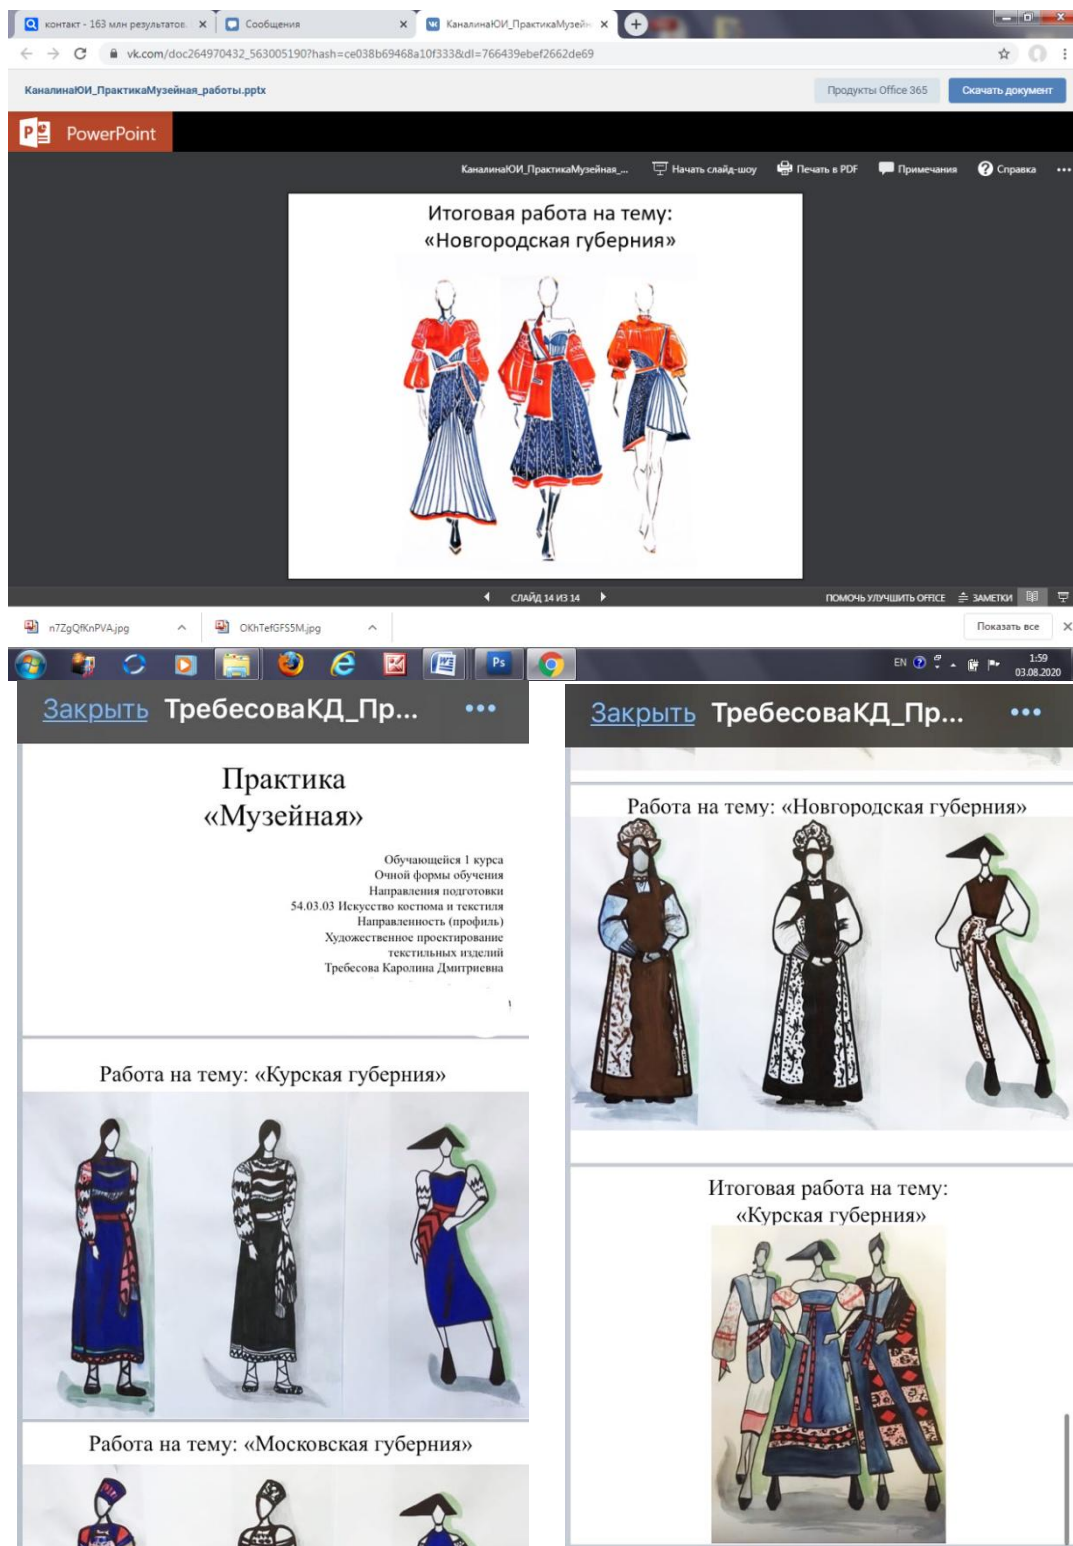 контакт - 163 млн результатов.
Сообщения
КаналинаЮИ_ПрактикаМузейн
vk.com/doc264970432_563005190?hash=ce038b69468a10f333&dl=766439ebef2662de69
КаналинаЮИ_ПрактикаМузейная_работы.pptx
Продукты Office 365
Скачать документ
PowerPoint
КаналинаЮИ_ПрактикаМузейная_...
Начать слайд-шоу
Печать в PDF
Примечания
Справка
Итоговая работа на тему:
«Новгородская губерния»
СЛАЙД 14 ИЗ 14
ПОМОЧЬ УЛУЧШИТЬ OFFICE
ЗАМЕТКИ
n7ZgQfKnPVA.jpg
OKhTefGFS5M.jpg
Показать все
Ps
EN
1:59
03.08.2020
Закрыть ТребесоваКД_Пр...
Практика
«Музейная»
Обучающейся 1 курса
Очной формы обучения
Направления подготовки
54.03.03 Искусство костюма и текстиля
Направленность (профиль)
Художественное проектирование
текстильных изделий
Требесова Каролина Дмитриевна
Работа на тему: «Курская губерния»
Работа на тему: «Московская губерния»
Закрыть ТребесоваКД_Пр...
Работа на тему: «Новгородская губерния»
Итоговая работа на тему:
«Курская губерния»